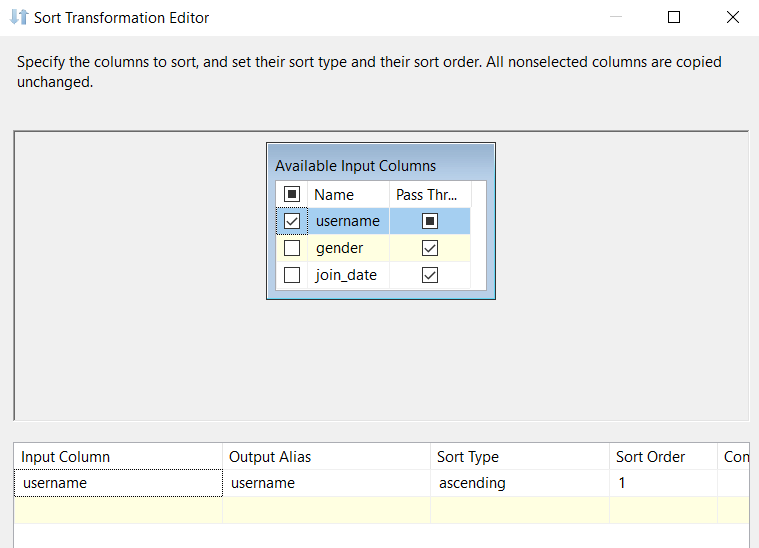 Sort Transformation Editor
Specify the columns to sort, and set their sort type and their sort order. All nonselected columns are copied
unchanged.
Available Input Columns
Name Pass Thr...
username
gender
join_date
Input Column Output Alias Sort Type Sort Order Com
username username ascending 1